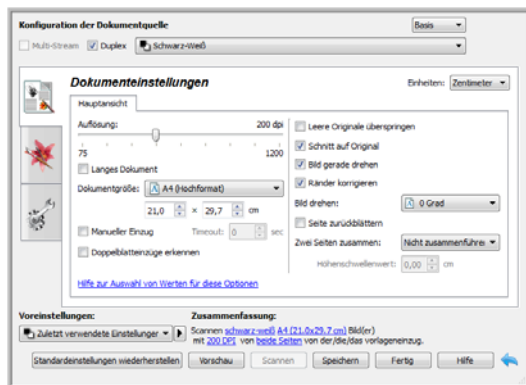 Konfiguration der Dokumentquelle
Basis
Multi-Stream
Duplex
Schwarz-Weiß
Dokumenteinstellungen
Einheiten:
Zentimeter
Hauptansicht
Auflösung:
200 dpi
75
1200
Langes Dokument
Dokumentgröße:
A4 (Hochformat)
21,0 x 29,7 cm
Manueller Einzug
Timeout: 0 sec
Doppelblatteinzüge erkennen
Hilfe zur Auswahl von Werten für diese Optionen
Leere Originale überspringen
Schnitt auf Original
Bild gerade drehen
Ränder korrigieren
Bild drehen:
0 Grad
Seite zurückblättern
Zwei Seiten zusammen:
Nicht zusammenführe
Höhenschwellenwert: 0,00 cm
Voreinstellungen:
Zuletzt verwendete Einstellunger
Zusammenfassung:
Scannen schwarz-weiß A4 (21.0x29.7 cm) Bild(er)
mit 200 DPI von beide Seiten von der/die/das vorlageneinzug.
Standardeinstellungen wiederherstellen
Vorschau
Scannen
Speichern
Fertig
Hilfe